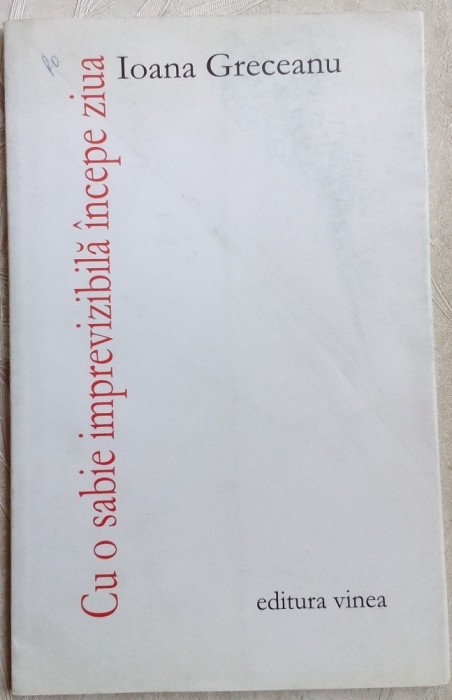 Ioana Greceanu
Cu o sabie imprevizibilă începe ziua
editura vinea